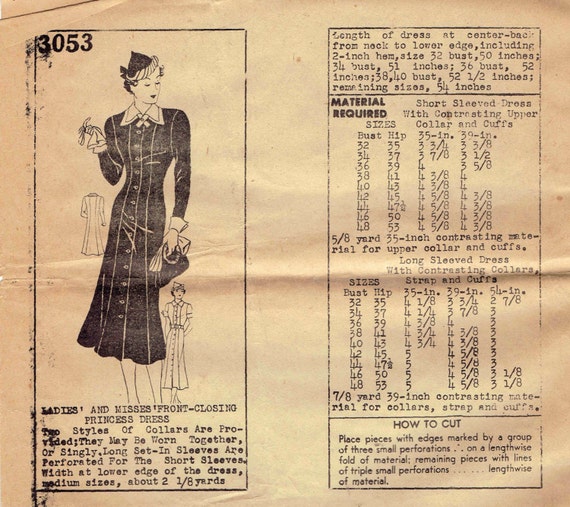 3053
LADIES' AND MISSES'FRONT-CLOSING
PRINCESS DRESS
Two Styles Of Collars Are Pro-
vided;They May Be Worn Together,
Or Singly.Long Set-In Sleeves Are
Perforated For The Short Sleeves.
Width at lower edge of the dress,
medium sizes, about 2 1/8 yards
Length of dress at center-back
from neck to lower edge,including
2-inch hem,size 32 bust,50 inches;
34 bust, 51 inches; 36 bust, 52
inches;38,40 bust, 52 1/2 inches;
remaining sizes, 54 inches
MATERIAL REQUIRED Short Sleeved Dress
With Contrasting Upper
SIZES Collar and Cuffs
Bust Hip 35-in. 39-in.
32 35 3 3/4 3 3/8
34 37 3 7/8 3 1/2
36 39 4 3 5/8
38 41 4 3/8 4
40 43 4 3/8 4
42 45 4 5/8 4 3/8
44 47½ 4 5/8 4 3/8
46 50 4 5/8 4 3/8
48 53 4 5/8 4 3/8
5/8 yard 35-inch contrasting mate-
rial for upper collar and cuffs.
Long Sleeved Dress
With Contrasting Collars,
SIZES Strap and Cuffs
Bust Hip 35-in. 39-in. 54-in.
32 35 4 1/8 3 3/4 2 7/8
34 37 4 1/4 3 7/8 3
36 39 4 3/8 4 3
38 41 4 3/4 4 3/8 3
40 43 4 3/4 4 3/8 3
42 45 5 4 3/8 3
44 47½ 5 4 5/8 3
46 50 5 4 5/8 3 1/8
48 53 5 4 5/8 3 1/8
7/8 yard 39-inch contrasting mate-
rial for collars, strap and cuffs.
HOW TO CUT
Place pieces with edges marked by a group
of three small perforations .·. on a lengthwise
fold of material; remaining pieces with lines
of triple small perforations ... ... lengthwise
of material.